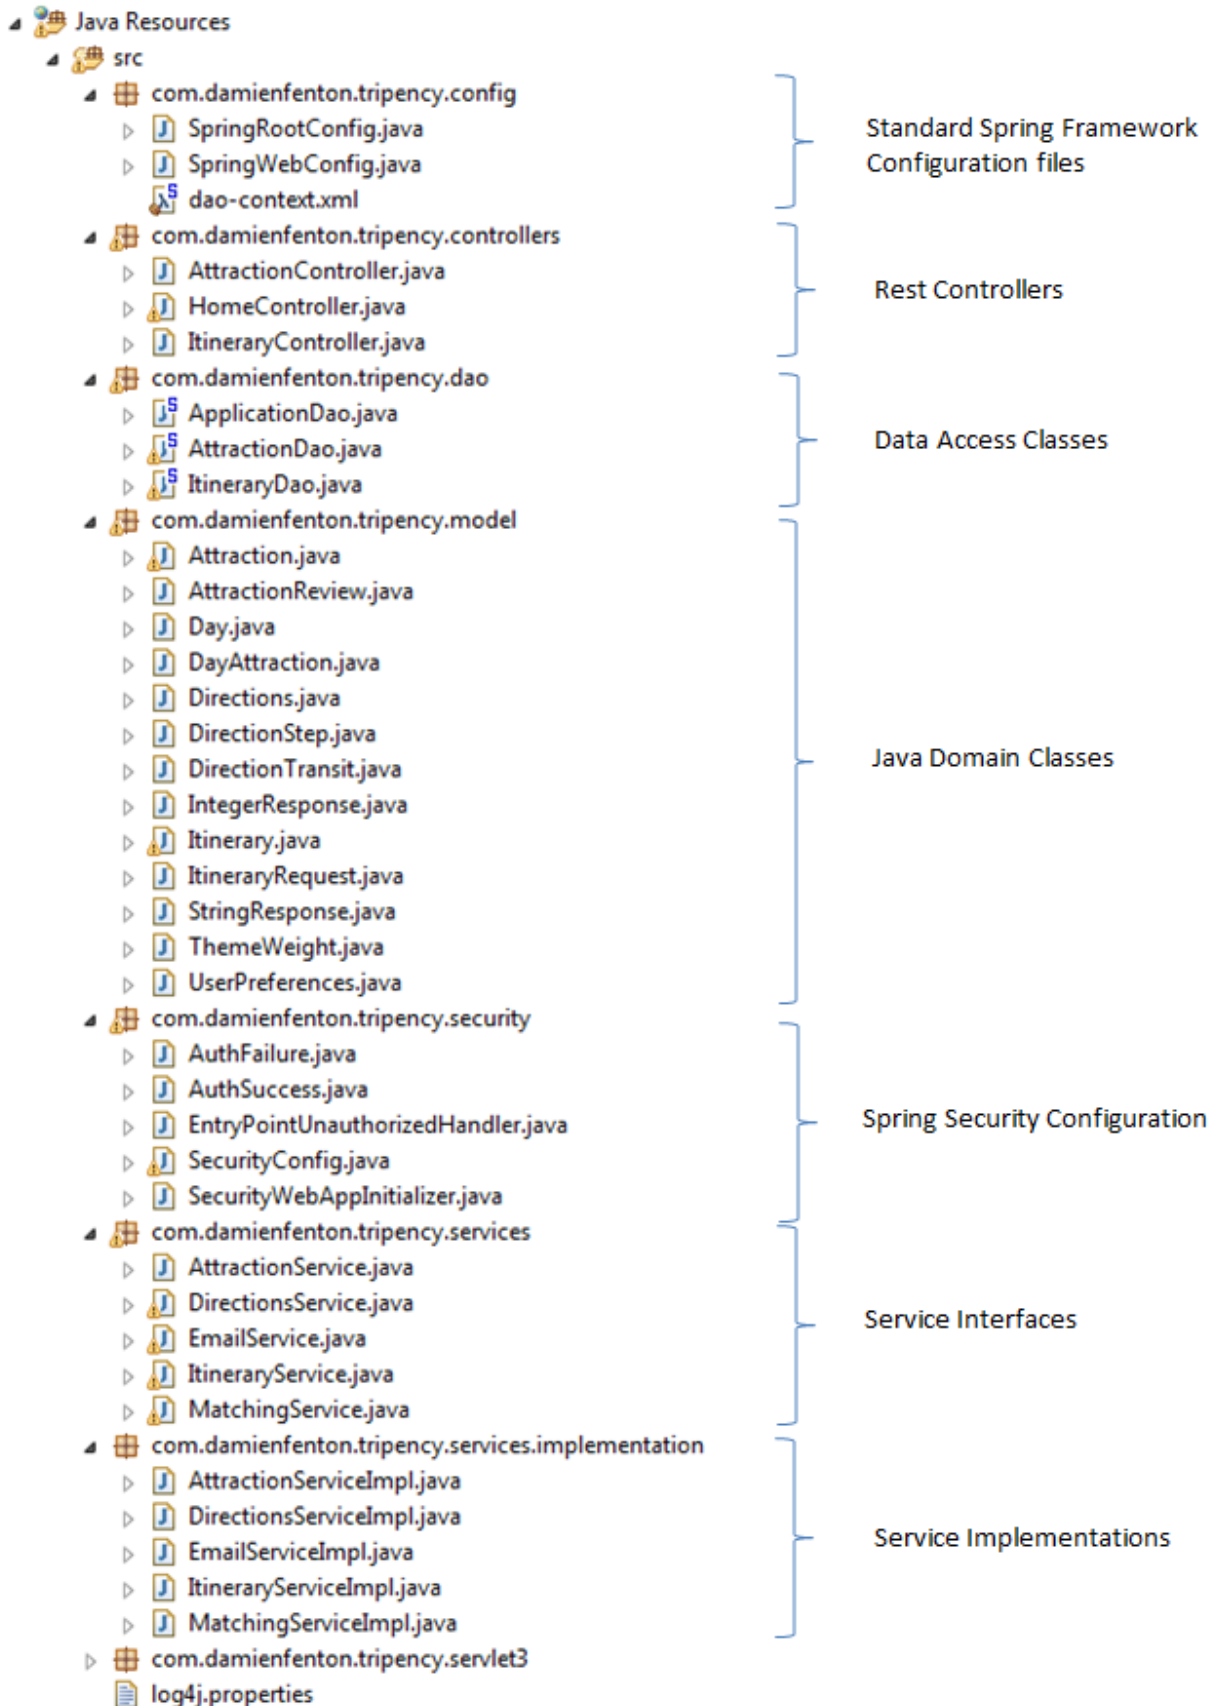 Java Resources
src
com.damienfenton.tripency.config
SpringRootConfig.java
SpringWebConfig.java
dao-context.xml
Standard Spring Framework
Configuration files
com.damienfenton.tripency.controllers
AttractionController.java
HomeController.java
ItineraryController.java
Rest Controllers
com.damienfenton.tripency.dao
ApplicationDao.java
AttractionDao.java
ItineraryDao.java
Data Access Classes
com.damienfenton.tripency.model
Attraction.java
AttractionReview.java
Day.java
DayAttraction.java
Directions.java
DirectionStep.java
DirectionTransit.java
IntegerResponse.java
Itinerary.java
ItineraryRequest.java
StringResponse.java
ThemeWeight.java
UserPreferences.java
Java Domain Classes
com.damienfenton.tripency.security
AuthFailure.java
AuthSuccess.java
EntryPointUnauthorizedHandler.java
SecurityConfig.java
SecurityWebAppInitializer.java
Spring Security Configuration
com.damienfenton.tripency.services
AttractionService.java
DirectionsService.java
EmailService.java
ItineraryService.java
MatchingService.java
Service Interfaces
com.damienfenton.tripency.services.implementation
AttractionServiceImpl.java
DirectionsServiceImpl.java
EmailServiceImpl.java
ItineraryServiceImpl.java
MatchingServiceImpl.java
Service Implementations
com.damienfenton.tripency.servlet3
log4j.properties